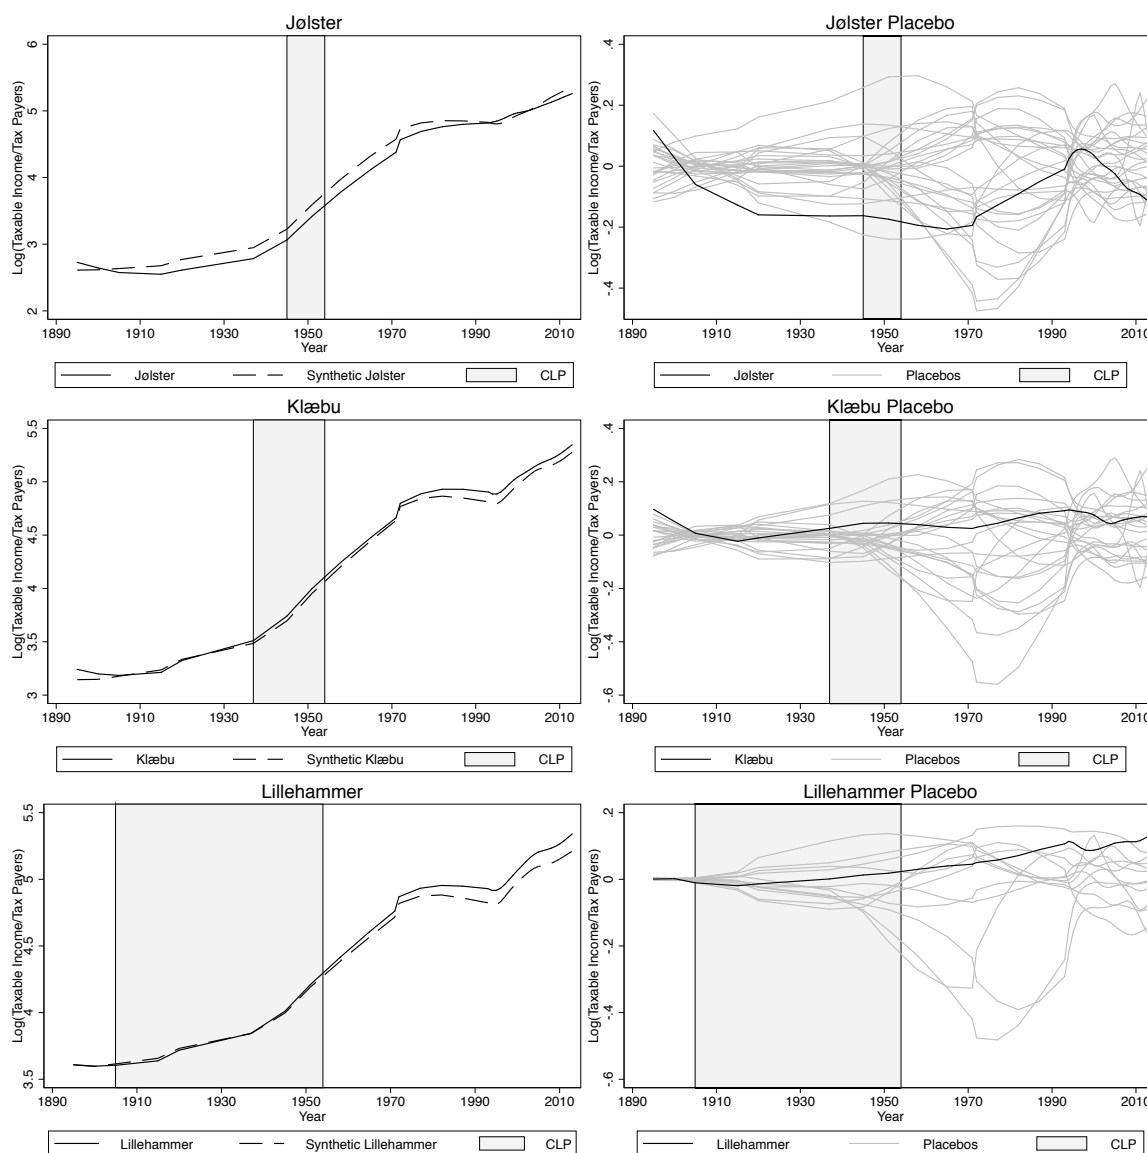 Jølster
Log(Taxable Income/Tax Payers)
6
5
4
3
2
1890 1910 1930 1950 1970 1990 2010
Year
Jølster Synthetic Jølster CLP
Jølster Placebo
Log(Taxable Income/Tax Payers)
.4
.2
0
-.2
-.4
1890 1910 1930 1950 1970 1990 2010
Year
Jølster Placebos CLP
Klæbu
Log(Taxable Income/Tax Payers)
5.5
5
4.5
4
3.5
3
1890 1910 1930 1950 1970 1990 2010
Year
Klæbu Synthetic Klæbu CLP
Klæbu Placebo
Log(Taxable Income/Tax Payers)
.4
.2
0
-.2
-.4
-.6
1890 1910 1930 1950 1970 1990 2010
Year
Klæbu Placebos CLP
Lillehammer
Log(Taxable Income/Tax Payers)
5.5
5
4.5
4
3.5
1890 1910 1930 1950 1970 1990 2010
Year
Lillehammer Synthetic Lillehammer CLP
Lillehammer Placebo
Log(Taxable Income/Tax Payers)
.2
0
-.2
-.4
-.6
1890 1910 1930 1950 1970 1990 2010
Year
Lillehammer Placebos CLP